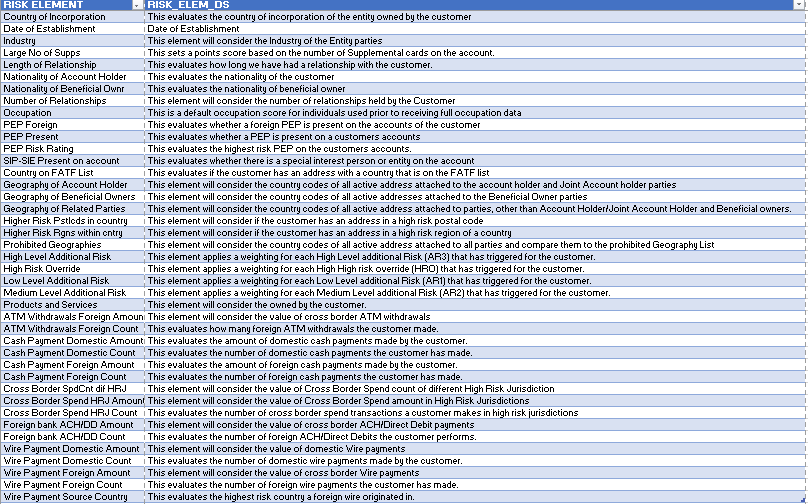 RISK ELEMENT RISK_ELEM_DS
Country of Incorporation This evaluates the country of incorporation of the entity owned by the customer
Date of Establishment Date of Establishment
Industry This element will consider the Industry of the Entity parties
Large No of Supps This sets a points score based on the number of Supplemental cards on the account.
Length of Relationship This evaluates how long we have had a relationship with the customer.
Nationality of Account Holder This evaluates the nationality of the customer
Nationality of Beneficial Ownr This evaluates the nationality of beneficial owner
Number of Relationships This element will consider the number of relationships held by the Customer
Occupation This is a default occupation score for individuals used prior to receiving full occupation data
PEP Foreign This evaluates whether a foreign PEP is present on the accounts of the customer
PEP Present This evaluates whether a PEP is present on a customers accounts
PEP Risk Rating This evaluates the highest risk PEP on the customers accounts.
SIP-SIE Present on account This evaluates whether there is a special interest person or entity on the account
Country on FATF List This evaluates if the customer has an address with a country that is on the FATF list
Geography of Account Holder This element will consider the country codes of all active address attached to the account holder and Joint Account holder parties
Geography of Beneficial Owners This element will consider the country codes of all active addresses attached to the Beneficial Owner parties
Geography of Related Parties This element will consider the country codes of all active address attached to parties, other than Account Holder/Joint Account Holder and Beneficial owners.
Higher Risk Pstlcds in country This element will consider if the customer has an address in a high risk postal code
Higher Risk Rgns within cntry This element will consider if the customer has an address in a high risk region of a country
Prohibited Geographies This element will consider the country codes of all active address attached to all parties and compare them to the prohibited Geography List
High Level Additional Risk This element applies a weighting for each High Level additional Risk (AR3) that has triggered for the customer.
High Risk Override This element applies a weighting for each High High risk override (HRO) that has triggered for the customer.
Low Level Additional Risk This element applies a weighting for each Low Level additional Risk (AR1) that has triggered for the customer.
Medium Level Additional Risk This element applies a weighting for each Medium Level additional Risk (AR2) that has triggered for the customer.
Products and Services This element will consider the owned by the customer.
ATM Withdrawals Foreign Amoun This element will consider the value of cross border ATM withdrawals
ATM Withdrawals Foreign Count This evaluates how many foreign ATM withdrawals the customer made.
Cash Payment Domestic Amount This evaluates the amount of domestic cash payments made by the customer.
Cash Payment Domestic Count This evaluates the number of domestic cash payments the customer has made.
Cash Payment Foreign Amount This evaluates the amount of foreign cash payments made by the customer.
Cash Payment Foreign Count This evaluates the number of foreign cash payments the customer has made.
Cross Border SpdCnt dif HRJ This element will consider the value of Cross Border Spend count of different High Risk Jurisdiction
Cross Border Spend HRJ Amount This element will consider the value of Cross Border Spend amount in High Risk Jurisdictions
Cross Border Spend HRJ Count This evaluates the number of cross border spend transactions a customer makes in high risk jurisdictions
Foreign bank ACH/DD Amount This element will consider the value of cross border ACH/Direct Debit payments
Foreign bank ACH/DD Count This evaluates the number of foreign ACH/Direct Debits the customer performs.
Wire Payment Domestic Amount This element will consider the value of domestic Wire payments
Wire Payment Domestic Count This evaluates the number of domestic wire payments made by the customer.
Wire Payment Foreign Amount This element will consider the value of cross border Wire payments
Wire Payment Foreign Count This evaluates the number of foreign wire payments the customer has made.
Wire Payment Source Country This evaluates the highest risk country a foreign wire originated in.